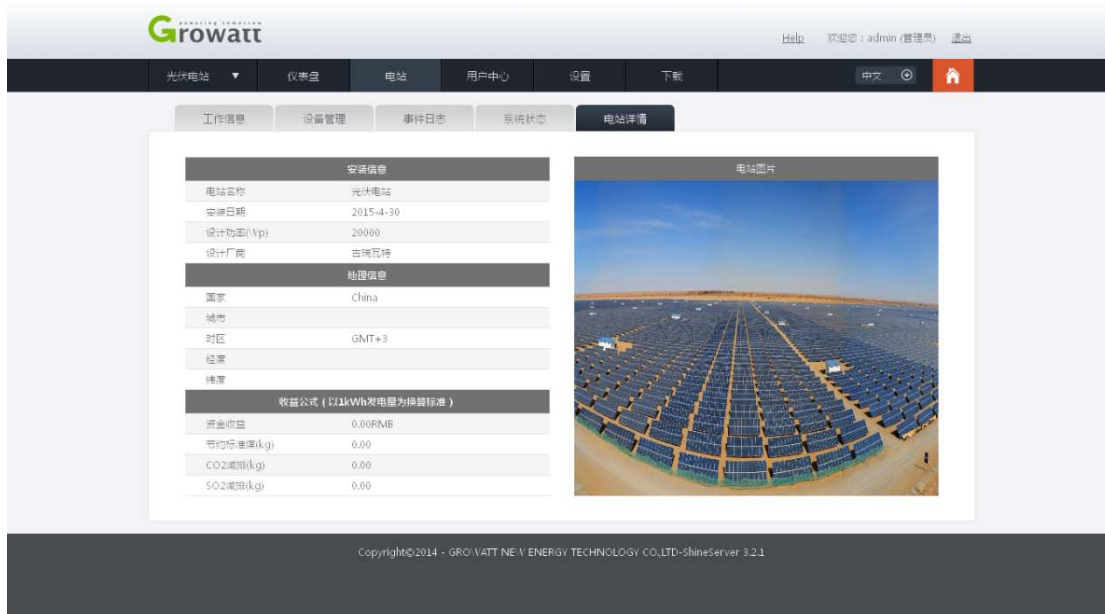 powering tomorrow
Growatt
Help 欢迎您：admin (管理员) 退出
光伏电站 ▼ 仪表盘 电站 用户中心 设置 下载 中文
工作信息 设备管理 事件日志 系统状态 电站详情
安装信息
电站名称 光伏电站
安装日期 2015-4-30
设计功率(Wp) 20000
设计厂商 古瑞瓦特
地理信息
国家 China
城市
时区 GMT+3
经度
纬度
收益公式 ( 以1kWh发电量为换算标准 )
资金收益 0.00RMB
节约标准煤(kg) 0.00
CO2减排(kg) 0.00
SO2减排(kg) 0.00
电站图片
Copyright©2014 - GROWATT NEW ENERGY TECHNOLOGY CO.,LTD-ShineServer 3.2.1